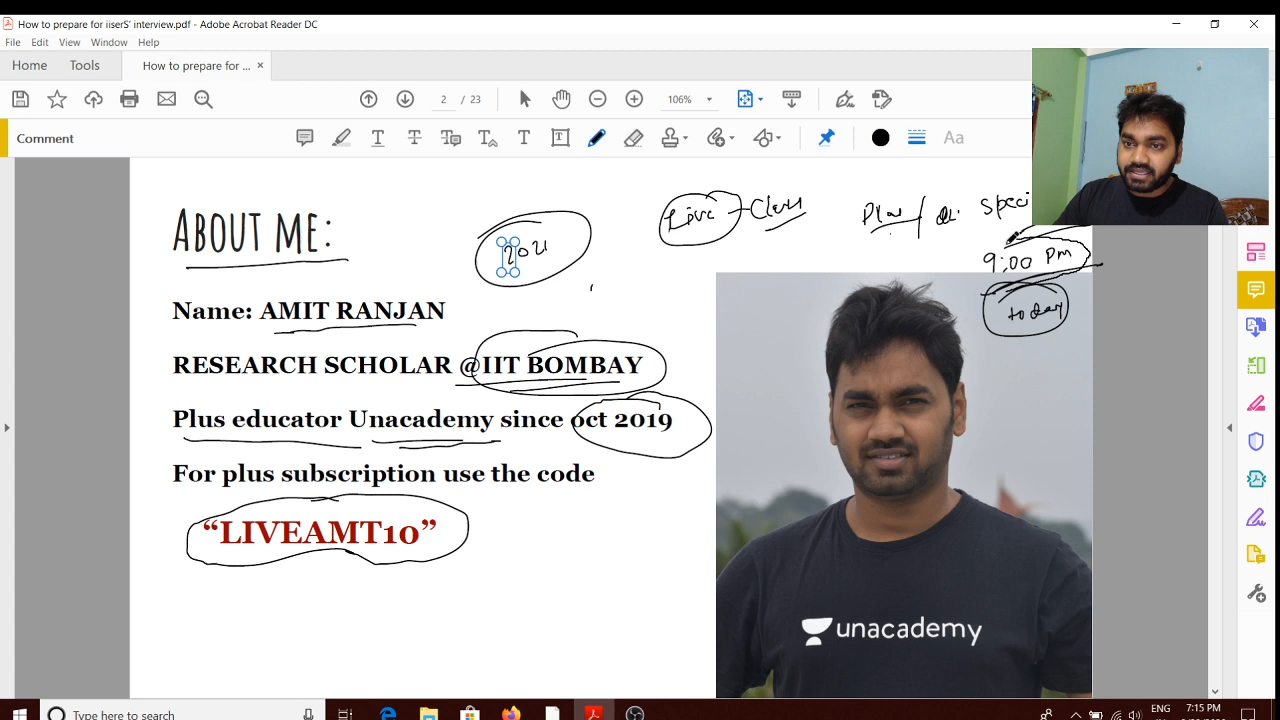 How to prepare for iiserS' interview.pdf - Adobe Acrobat Reader DC
File Edit View Window Help
Home Tools How to prepare for ... ×
2 / 23 106%
Comment
Aa
ABOUT ME:
2021
Live Class Plus / Speci
9:00 Pm
today
Name: AMIT RANJAN
RESEARCH SCHOLAR @IIT BOMBAY
Plus educator Unacademy since oct 2019
For plus subscription use the code
“LIVEAMT10”
unacademy
Type here to search
ENG 7:15 PM